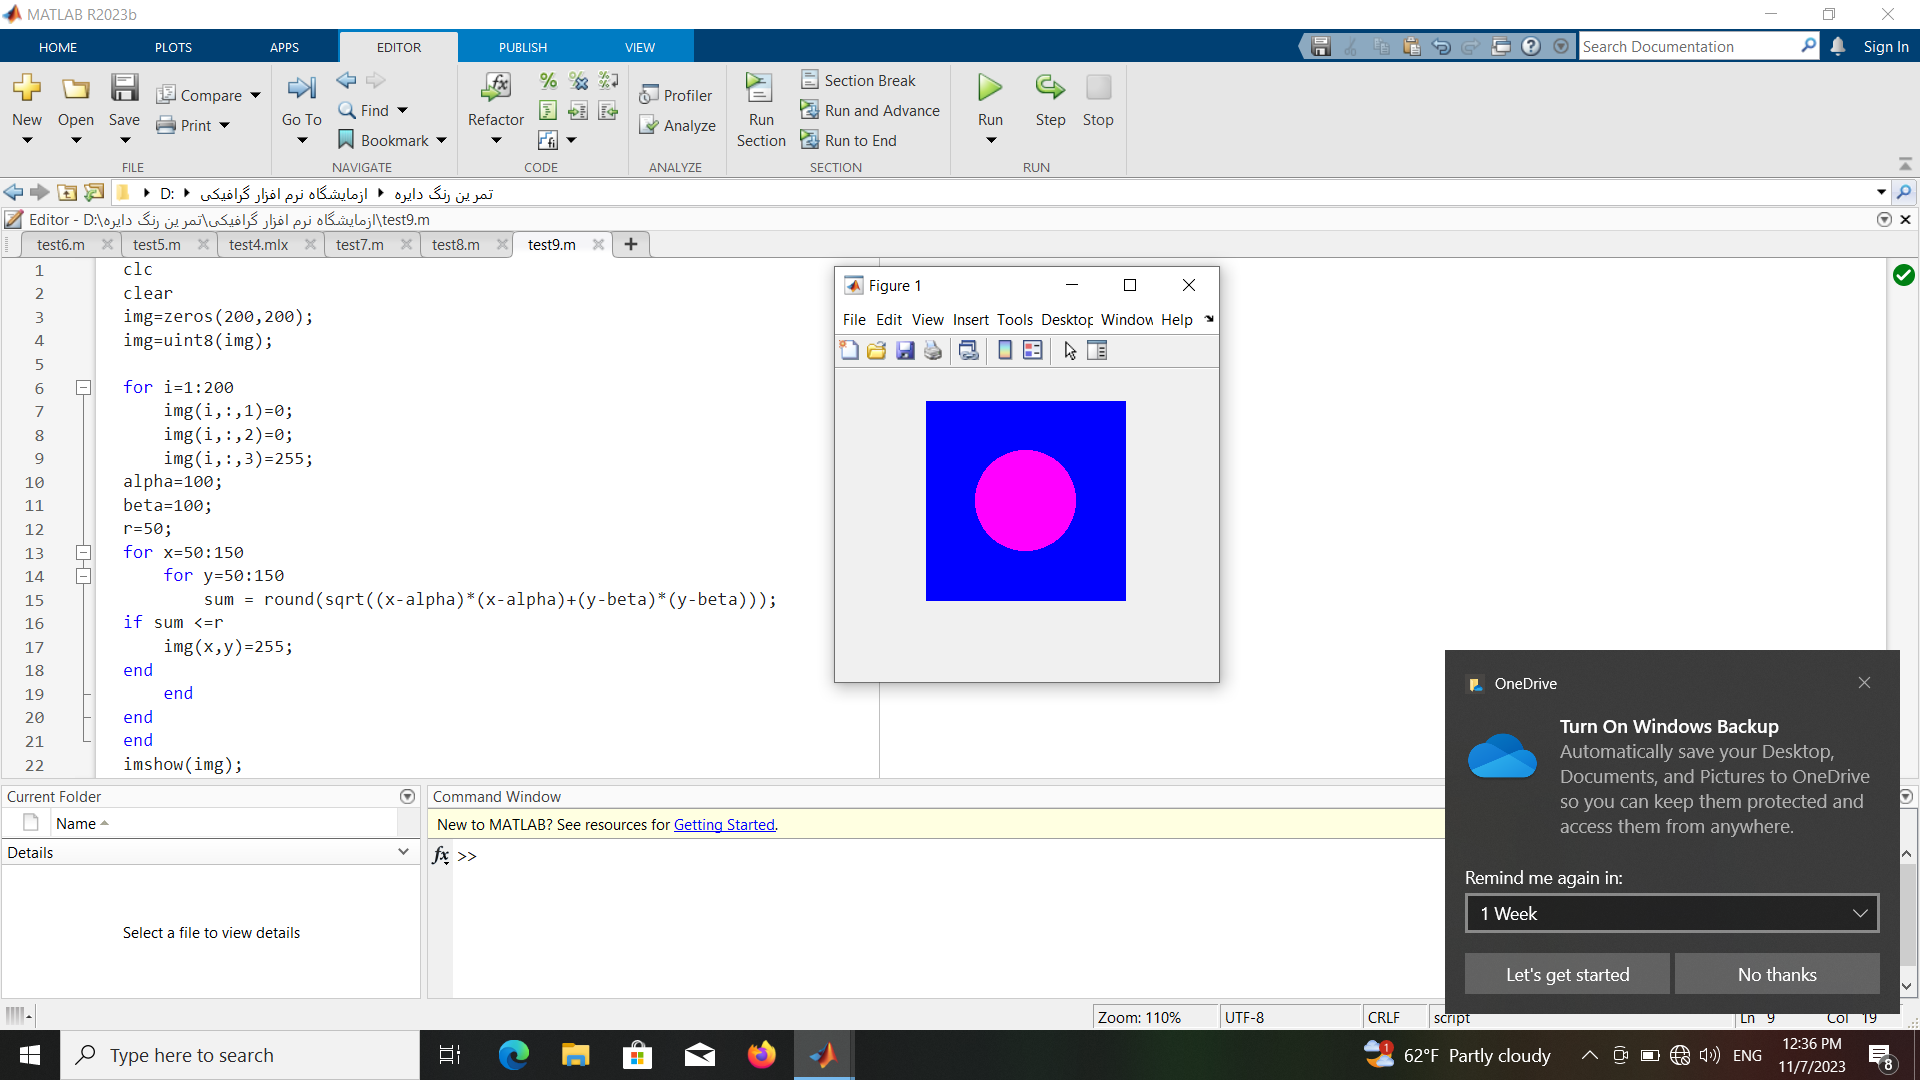 MATLAB R2023b
HOME PLOTS APPS EDITOR PUBLISH VIEW
Search Documentation Sign In
New Open Save Compare Print
FILE
Go To Find Bookmark
NAVIGATE
Refactor
CODE
Profiler
Analyze
ANALYZE
Run Section
Section Break
Run and Advance
Run to End
SECTION
Run Step Stop
RUN
D: ازمایشگاه نرم افزار گرافیکی تمرین رنگ دایره
Editor - D:\ازمایشگاه نرم افزار گرافیکی\تمرین رنگ دایره\test9.m
test6.m test5.m test4.mlx test7.m test8.m test9.m
1 clc
2 clear
3 img=zeros(200,200);
4 img=uint8(img);
5
6 for i=1:200
7 img(i,:,1)=0;
8 img(i,:,2)=0;
9 img(i,:,3)=255;
10 alpha=100;
11 beta=100;
12 r=50;
13 for x=50:150
14 for y=50:150
15 sum = round(sqrt((x-alpha)*(x-alpha)+(y-beta)*(y-beta)));
16 if sum <=r
17 img(x,y)=255;
18 end
19 end
20 end
21 end
22 imshow(img);
Figure 1
File Edit View Insert Tools Desktop Window Help
Current Folder
Name
Details
Select a file to view details
Command Window
New to MATLAB? See resources for Getting Started.
fx >>
OneDrive
Turn On Windows Backup
Automatically save your Desktop,
Documents, and Pictures to OneDrive
so you can keep them protected and
access them from anywhere.
Remind me again in:
1 Week
Let's get started No thanks
Zoom: 110% UTF-8 CRLF script Ln 9 Col 19
Type here to search
1 62°F Partly cloudy ENG 12:36 PM
11/7/2023 8